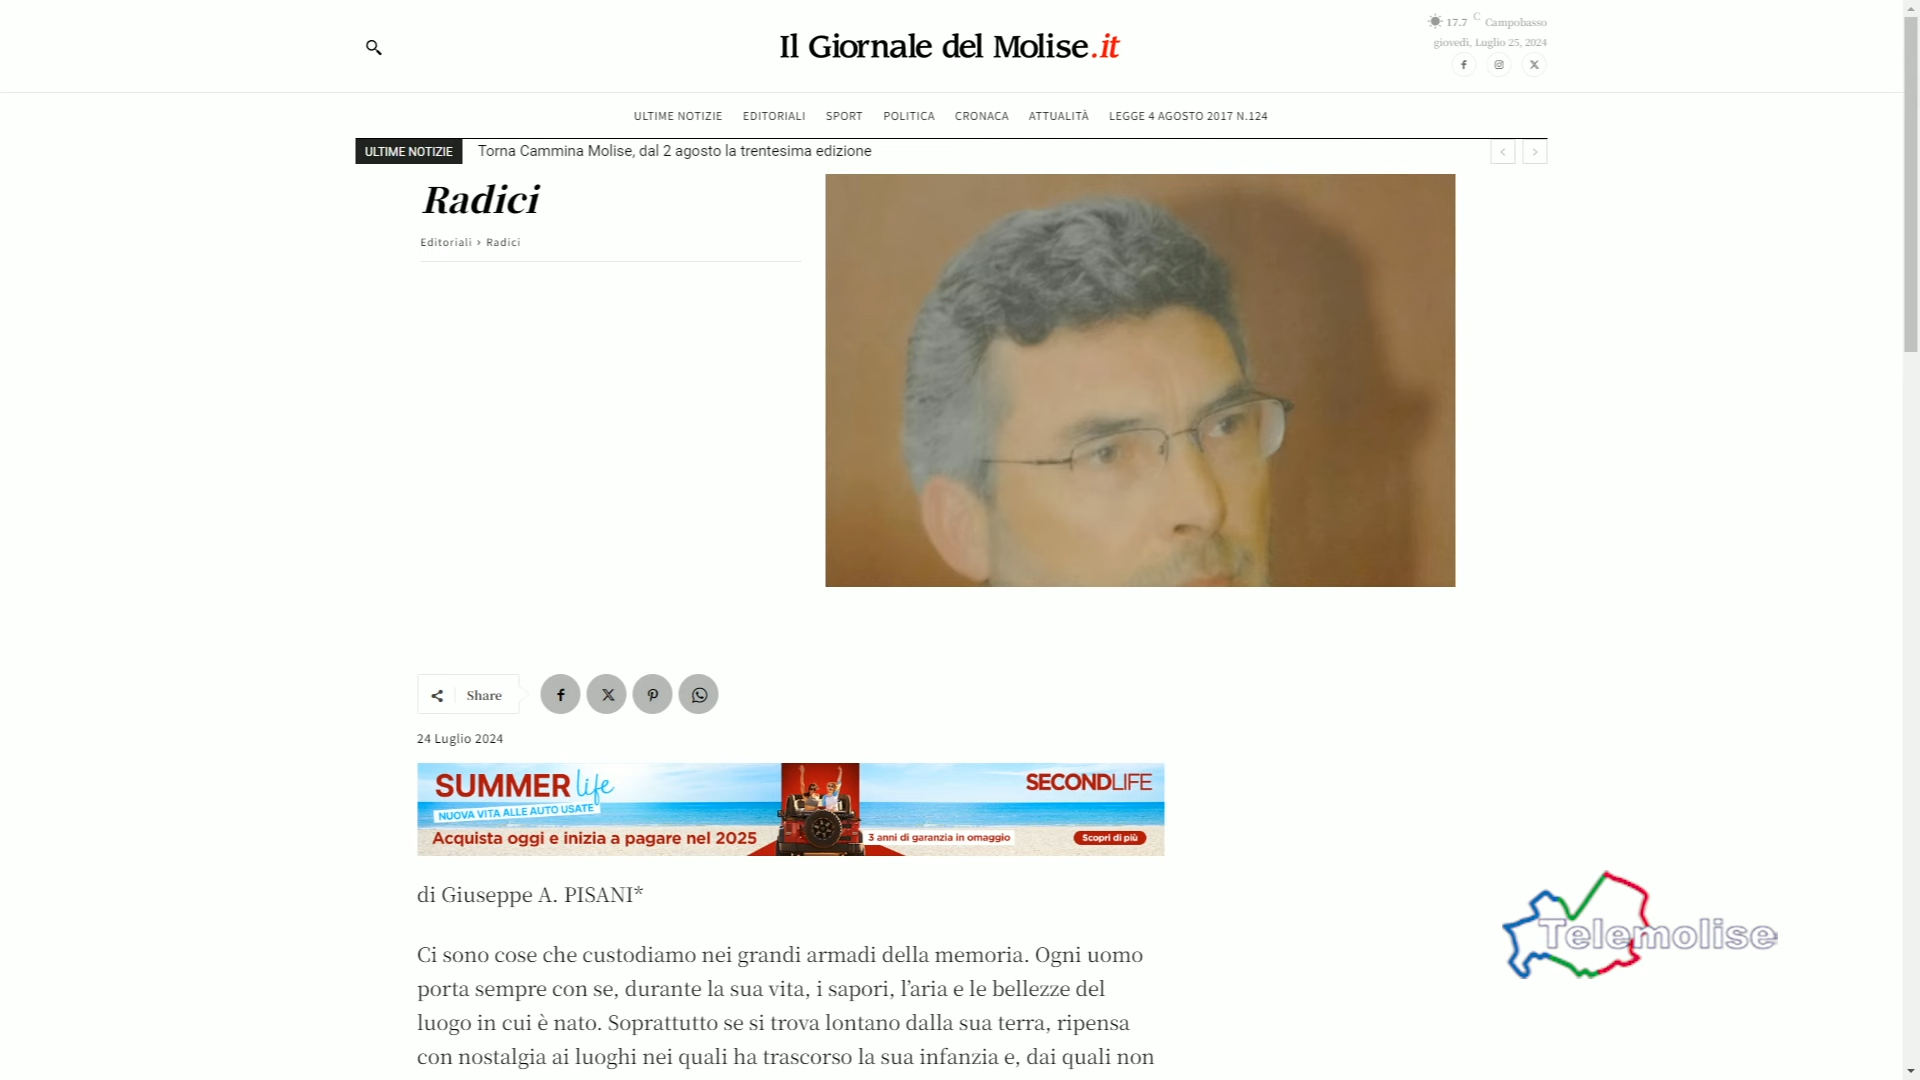 Il Giornale del Molise.it
17.7 C Campobasso
giovedì, Luglio 25, 2024
ULTIME NOTIZIE EDITORIALI SPORT POLITICA CRONACA ATTUALITÀ LEGGE 4 AGOSTO 2017 N.124
ULTIME NOTIZIE Torna Cammina Molise, dal 2 agosto la trentesima edizione
Radici
Editoriali › Radici
Share
24 Luglio 2024
SUMMER life
SECONDLIFE
NUOVA VITA ALLE AUTO USATE
Acquista oggi e inizia a pagare nel 2025
3 anni di garanzia in omaggio
Scopri di più
di Giuseppe A. PISANI*
Ci sono cose che custodiamo nei grandi armadi della memoria. Ogni uomo
porta sempre con se, durante la sua vita, i sapori, l’aria e le bellezze del
luogo in cui è nato. Soprattutto se si trova lontano dalla sua terra, ripensa
con nostalgia ai luoghi nei quali ha trascorso la sua infanzia e, dai quali non
Telemolise